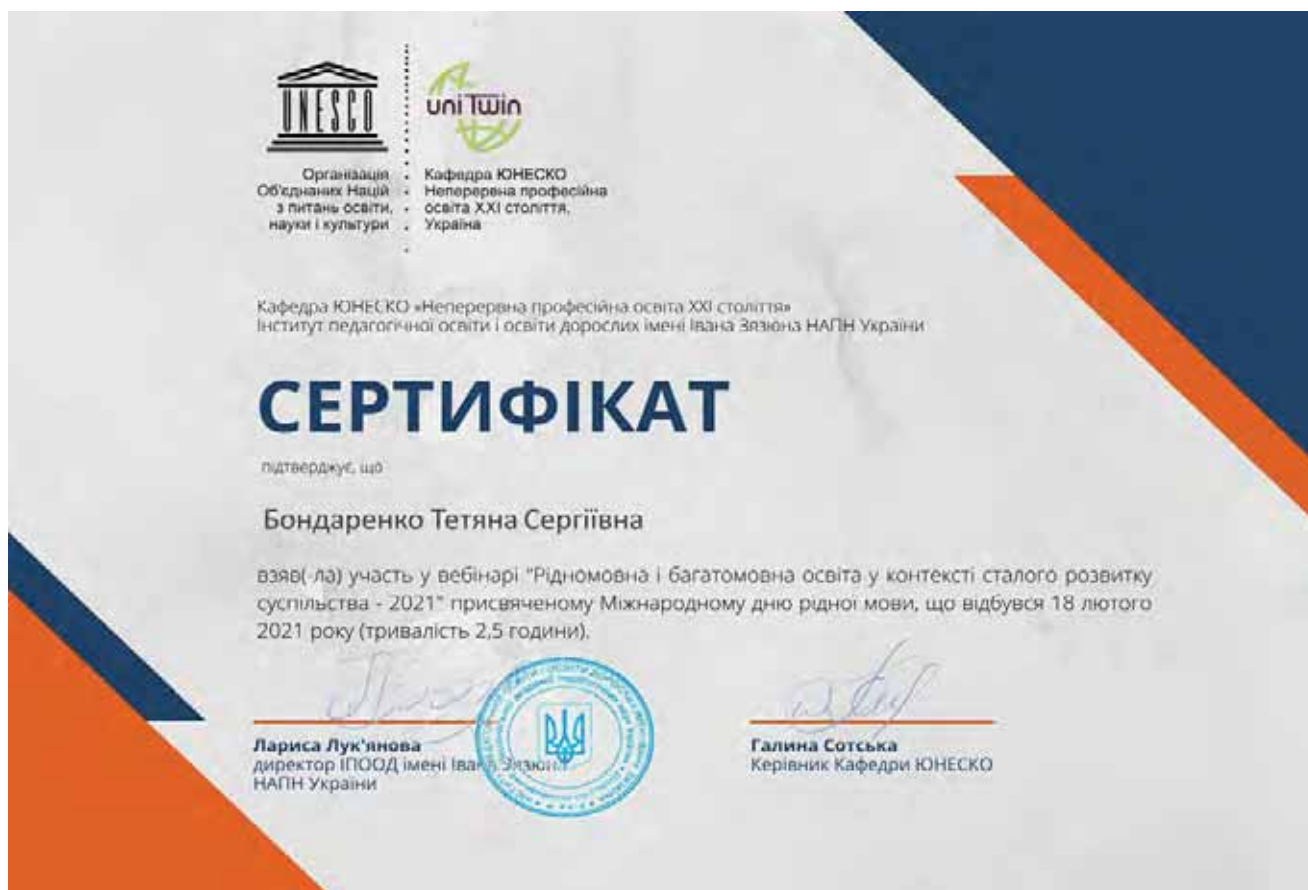 UNESCO
uniTwin
Організація
Об'єднаних Націй
з питань освіти,
науки і культури
Кафедра ЮНЕСКО
Неперервна професійна
освіта XXI століття,
Україна
Кафедра ЮНЕСКО «Неперервна професійна освіта XXI століття»
Інститут педагогічної освіти і освіти дорослих імені Івана Зязюна НАПН України
СЕРТИФІКАТ
підтверджує, що
Бондаренко Тетяна Сергіївна
взяв(-ла) участь у вебінарі "Рідномовна і багатомовна освіта у контексті сталого розвитку
суспільства - 2021" присвяченому Міжнародному дню рідної мови, що відбувся 18 лютого
2021 року (тривалість 2,5 години).
Лариса Лук'янова
директор ІПООД імені Івана Зязюна
НАПН України
Галина Сотська
Керівник Кафедри ЮНЕСКО